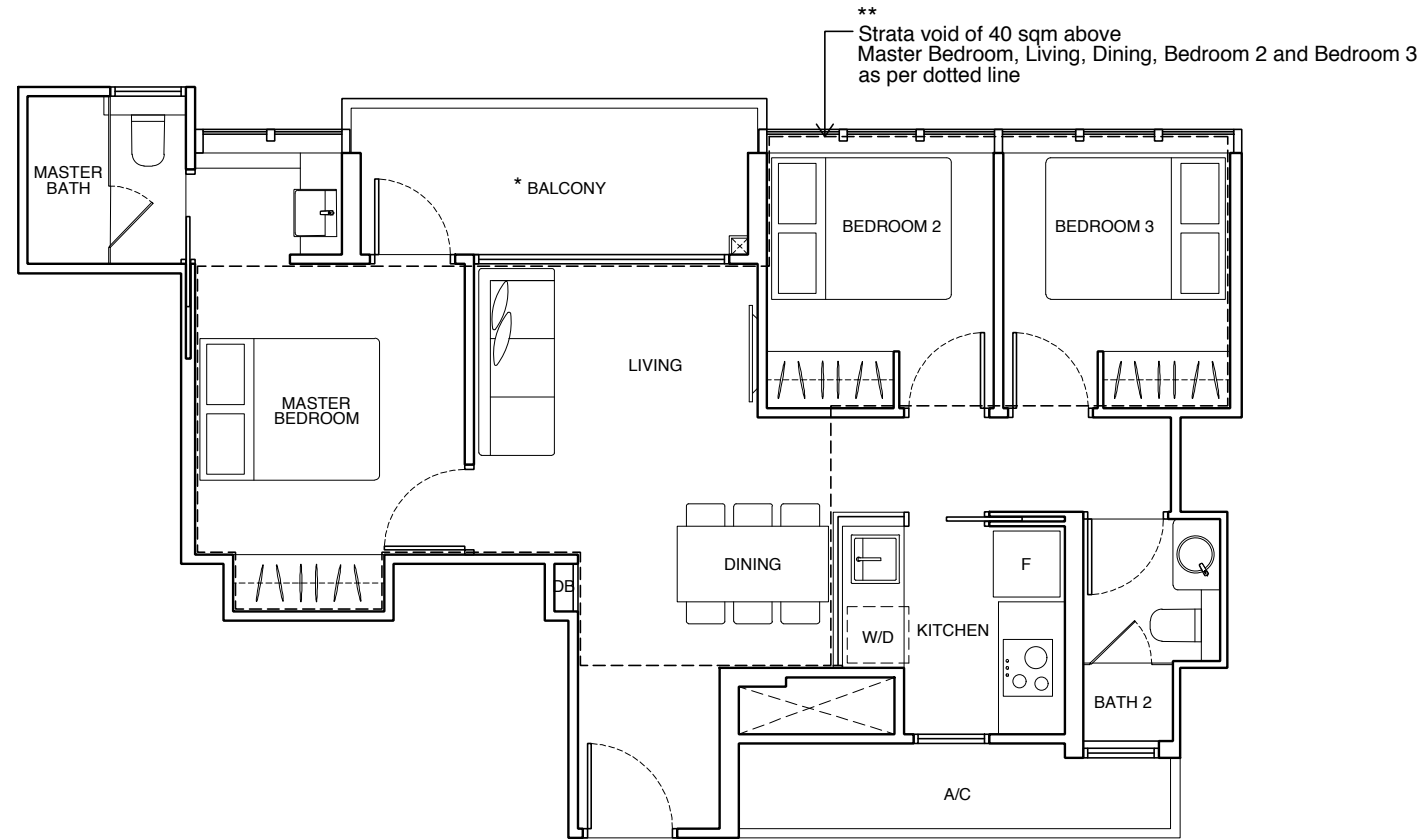 **
Strata void of 40 sqm above
Master Bedroom, Living, Dining, Bedroom 2 and Bedroom 3
as per dotted line
MASTER
BATH
* BALCONY
BEDROOM 2
BEDROOM 3
LIVING
MASTER
BEDROOM
DINING
F
DB
W/D
KITCHEN
BATH 2
A/C